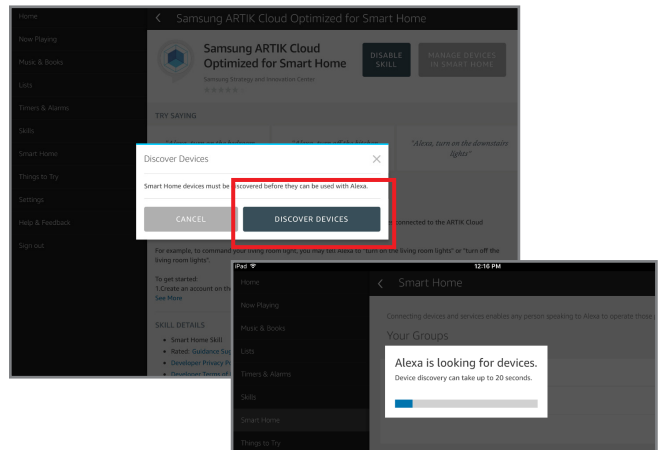 Home
Now Playing
Music & Books
Lists
Timers & Alarms
Skills
Smart Home
Things to Try
Settings
Help & Feedback
Sign out
Samsung ARTIK Cloud Optimized for Smart Home
Samsung ARTIK Cloud
Optimized for Smart Home
Samsung Strategy and Innovation Center
DISABLE
SKILL
MANAGE DEVICES
IN SMART HOME
TRY SAYING
"Alexa, turn on the downstairs
lights"
Discover Devices
Smart Home devices must be discovered before they can be used with Alexa.
CANCEL
DISCOVER DEVICES
connected to the ARTIK Cloud
For example, to command your living room light, you may tell Alexa to "turn on the living room lights" or "turn off the
living room lights".
To get started:
1.Create an account on th
See More
SKILL DETAILS
Smart Home Skill
Rated: Guidance Sug
Developer Privacy P
Developer Terms of
iPad
12:16 PM
Home
Now Playing
Music & Books
Lists
Timers & Alarms
Skills
Smart Home
Things to Try
Smart Home
Connecting devices and services enables any person speaking to Alexa to operate those
Your Groups
Alexa is looking for devices.
Device discovery can take up to 20 seconds.